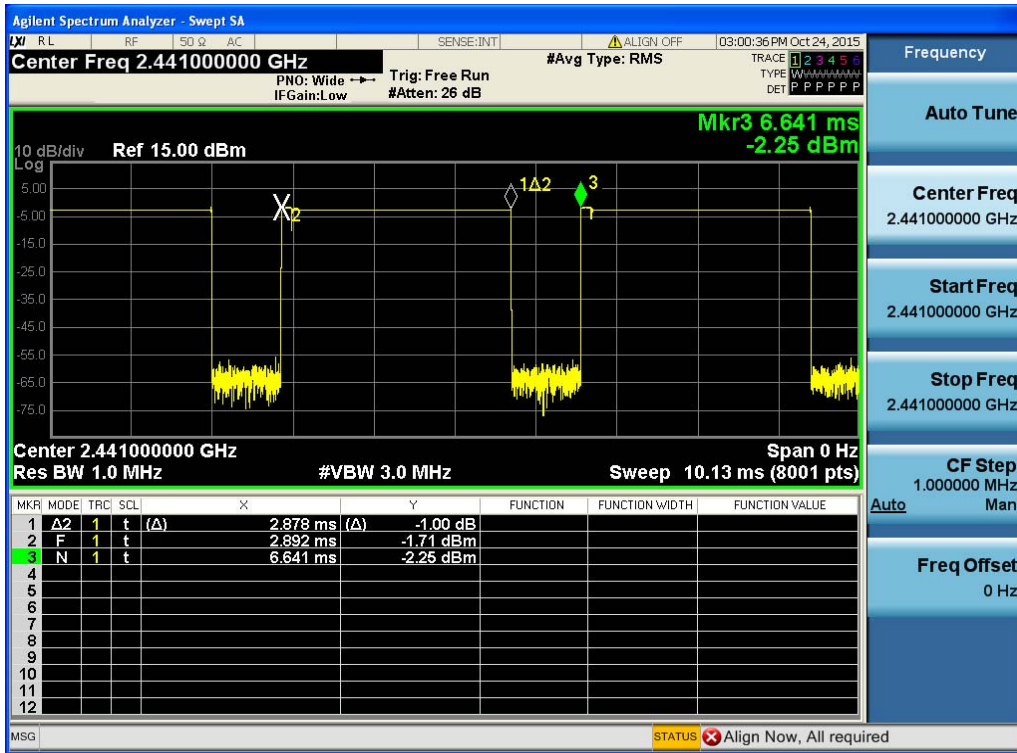 Agilent Spectrum Analyzer - Swept SA
LXI RL RF 50 Ω AC SENSE:INT ALIGN OFF 03:00:36 PM Oct 24, 2015
Center Freq 2.441000000 GHz #Avg Type: RMS TRACE 1 2 3 4 5 6
PNO: Wide Trig: Free Run TYPE W
IFGain:Low #Atten: 26 dB DET P P P P P P
Mkr3 6.641 ms
10 dB/div Ref 15.00 dBm -2.25 dBm
Log
5.00
-5.00
-15.0
-25.0
-35.0
-45.0
-55.0
-65.0
-75.0
X2
1Δ2
3
Center 2.441000000 GHz Span 0 Hz
Res BW 1.0 MHz #VBW 3.0 MHz Sweep 10.13 ms (8001 pts)
MKR MODE TRC SCL X Y FUNCTION FUNCTION WIDTH FUNCTION VALUE
1 Δ2 1 t (Δ) 2.878 ms (Δ) -1.00 dB
2 F 1 t 2.892 ms -1.71 dBm
3 N 1 t 6.641 ms -2.25 dBm
4
5
6
7
8
9
10
11
12
MSG STATUS Align Now, All required
Frequency
Auto Tune
Center Freq
2.441000000 GHz
Start Freq
2.441000000 GHz
Stop Freq
2.441000000 GHz
CF Step
1.000000 MHz
Auto Man
Freq Offset
0 Hz